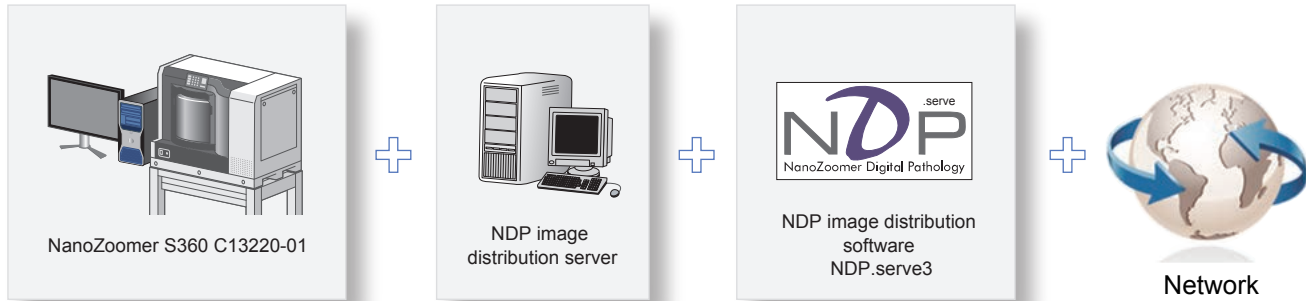 NanoZoomer S360 C13220-01
NDP image
distribution server
.serve
NDP
NanoZoomer Digital Pathology
NDP image distribution
software
NDP.serve3
Network